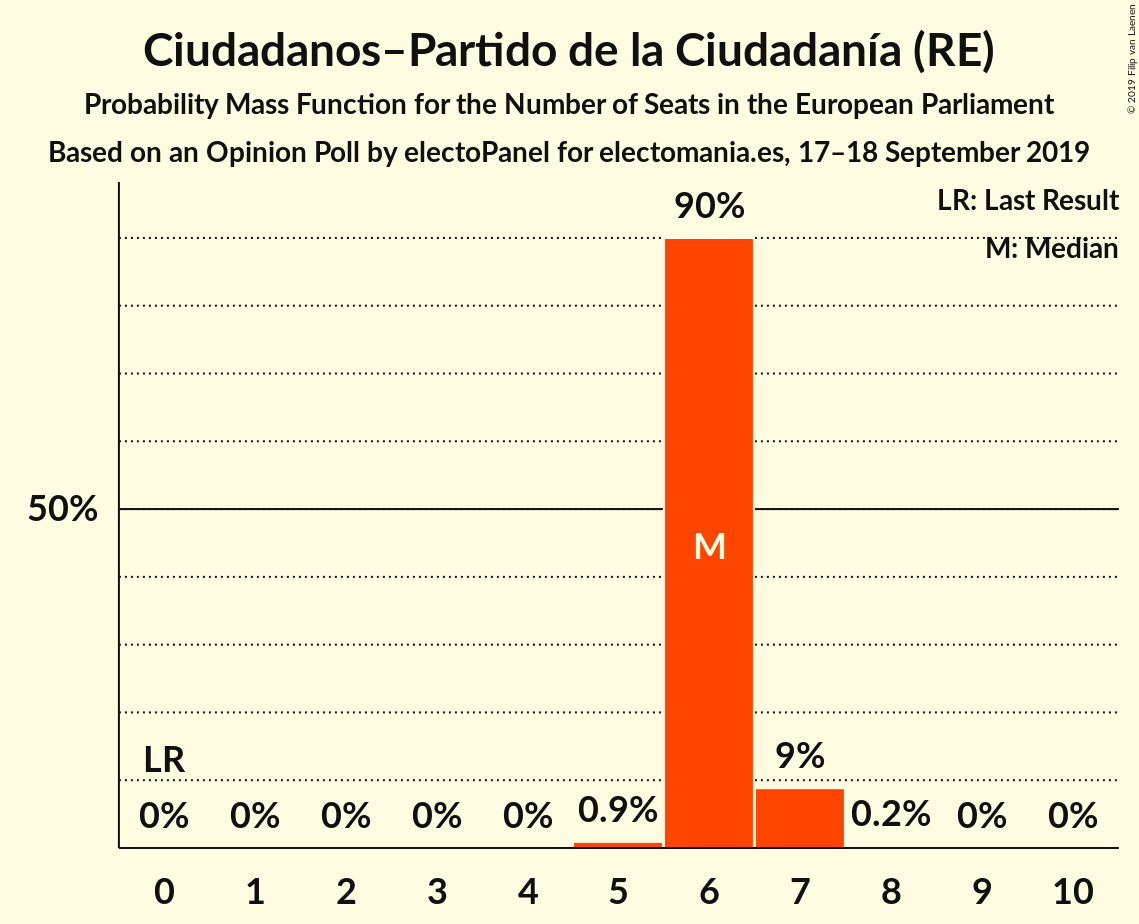 Ciudadanos–Partido de la Ciudadanía (RE)
Probability Mass Function for the Number of Seats in the European Parliament
Based on an Opinion Poll by electoPanel for electomania.es, 17–18 September 2019
© 2019 Filip van Laenen
LR: Last Result
M: Median
90%
50%
M
LR
9%
0% 0% 0% 0% 0% 0.9% 0.2% 0% 0%
0 1 2 3 4 5 6 7 8 9 10